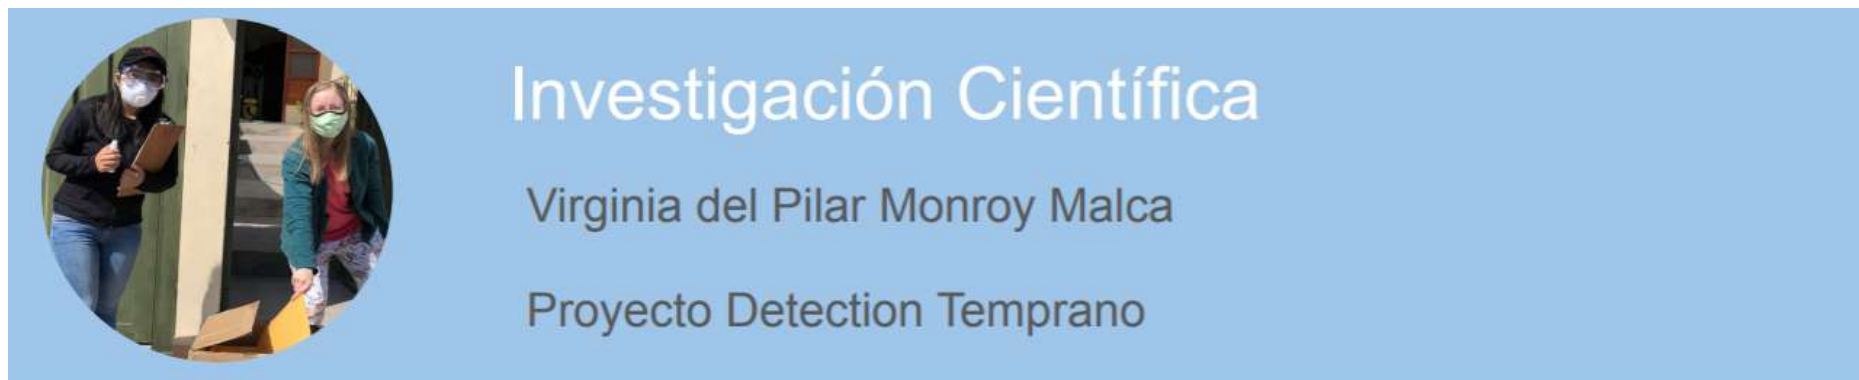 Investigación Científica
Virginia del Pilar Monroy Malca
Proyecto Detection Temprano